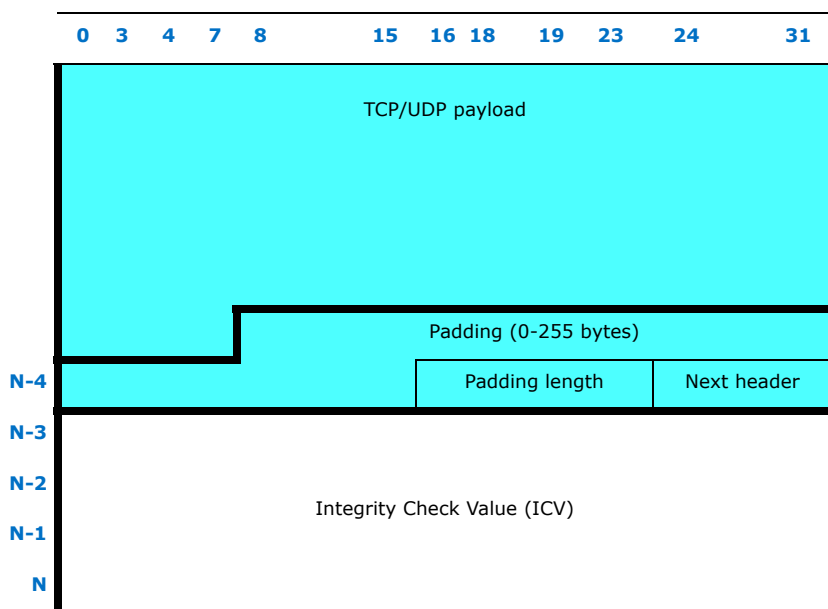 0 3 4 7 8 15 16 18 19 23 24 31
TCP/UDP payload
Padding (0-255 bytes)
N-4 Padding length Next header
N-3
N-2
Integrity Check Value (ICV)
N-1
N